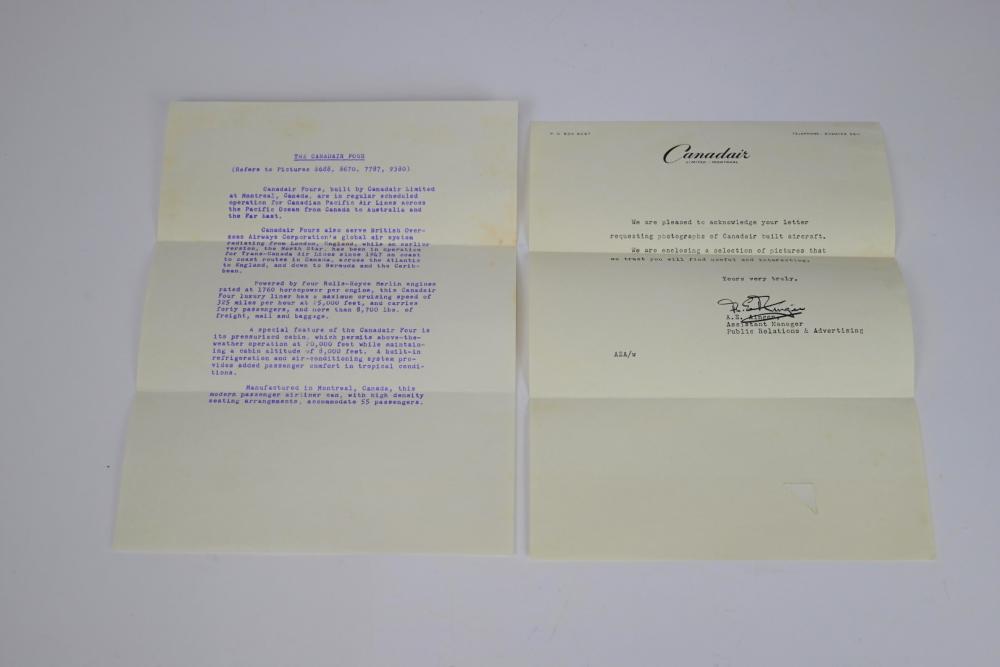 THE CANADAIR FOUR
(Refers to Pictures 8668, 8670, 7787, 9380)
Canadair Fours, built by Canadair Limited
at Montreal, Canada, are in regular scheduled
operation for Canadian Pacific Air Lines across
the Pacific Ocean from Canada to Australia and
the Far East.
Canadair Fours also serve British Over-
seas Airways Corporation's global air system
radiating from London, England, while an earlier
version, the North Star, has been in operation
for Trans-Canada Air Lines since 1947 on coast
to coast routes in Canada, across the Atlantic
to England, and down to Bermuda and the Carib-
bean.
Powered by four Rolls-Royce Merlin engines
rated at 1760 horsepower per engine, this Canadair
Four luxury liner has a maximum cruising speed of
325 miles per hour at 25,000 feet, and carries
forty passengers, and more than 8,700 lbs. of
freight, mail and baggage.
A special feature of the Canadair Four is
its pressurized cabin, which permits above-the-
weather operation at 20,000 feet while maintain-
ing a cabin altitude of 8,000 feet. A built-in
refrigeration and air-conditioning system pro-
vides added passenger comfort in tropical condi-
tions.
Manufactured in Montreal, Canada, this
modern passenger airliner can, with high density
seating arrangements, accommodate 55 passengers.
P.O. BOX 6087
TELEPHONE:
Canadair
LIMITED · MONTREAL
We are pleased to acknowledge your letter
requesting photographs of Canadair built aircraft.
We are enclosing a selection of pictures that
we trust you will find useful and interesting.
Yours very truly,
A.Z.
Assistant Manager
Public Relations & Advertising
AZA/w